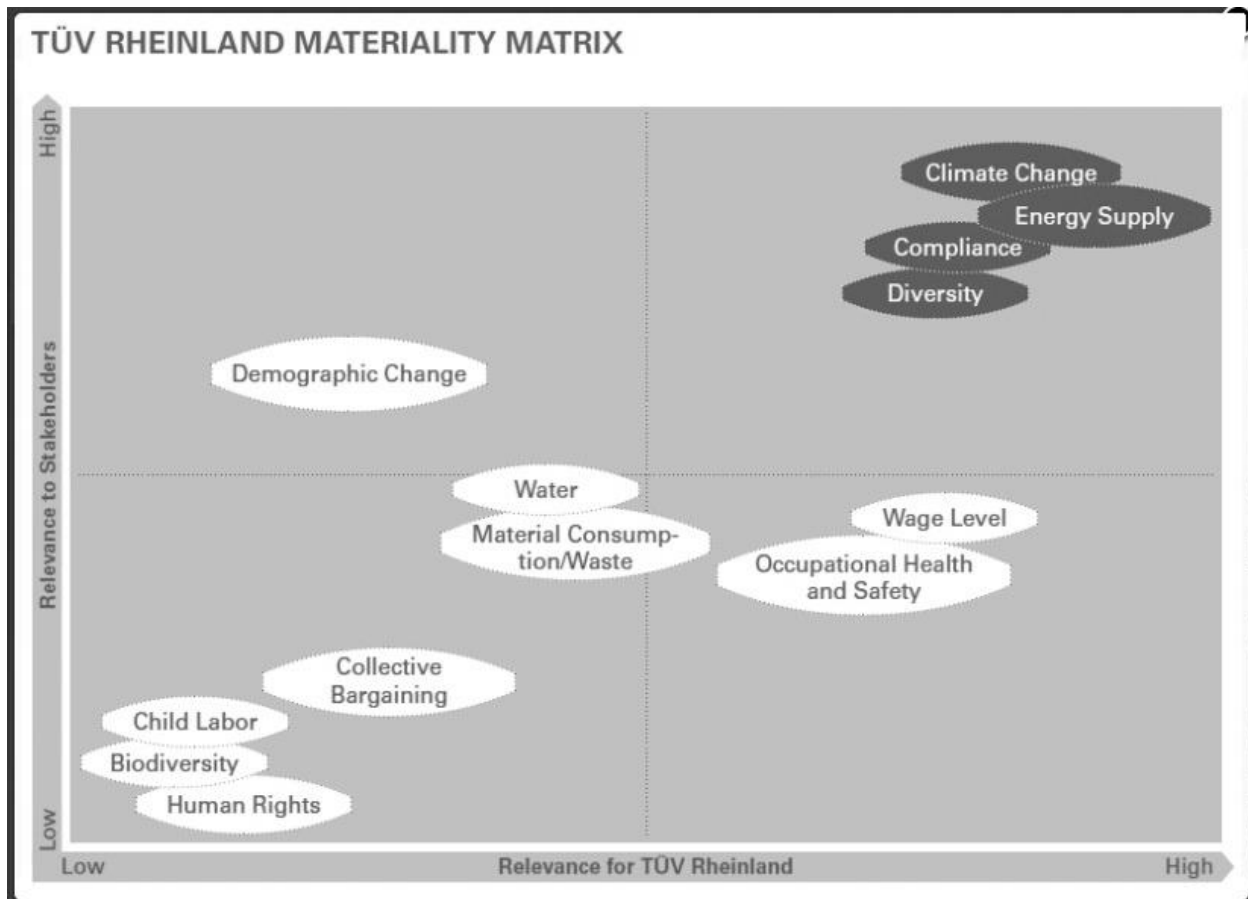 TÜV RHEINLAND MATERIALITY MATRIX
High
Climate Change
Energy Supply
Compliance
Diversity
Demographic Change
Relevance to Stakeholders
Water
Material Consump-
tion/Waste
Wage Level
Occupational Health
and Safety
Collective
Bargaining
Child Labor
Biodiversity
Human Rights
Low
Low
Relevance for TÜV Rheinland
High